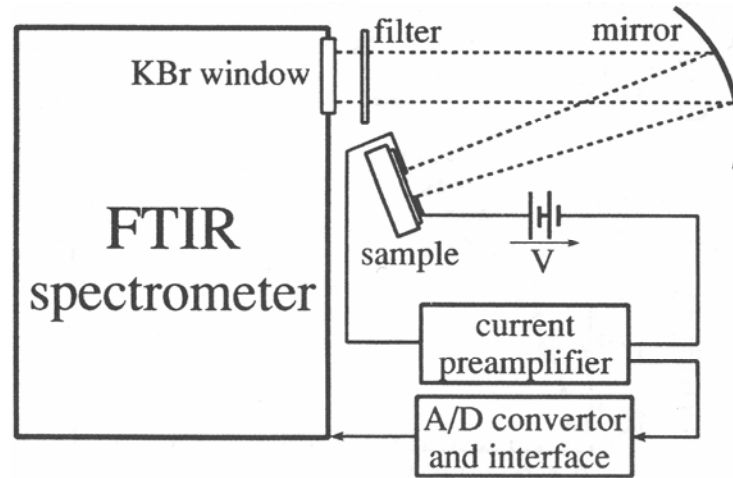 filter
mirror
KBr window
FTIR
spectrometer
sample
V
current
preamplifier
A/D convertor
and interface